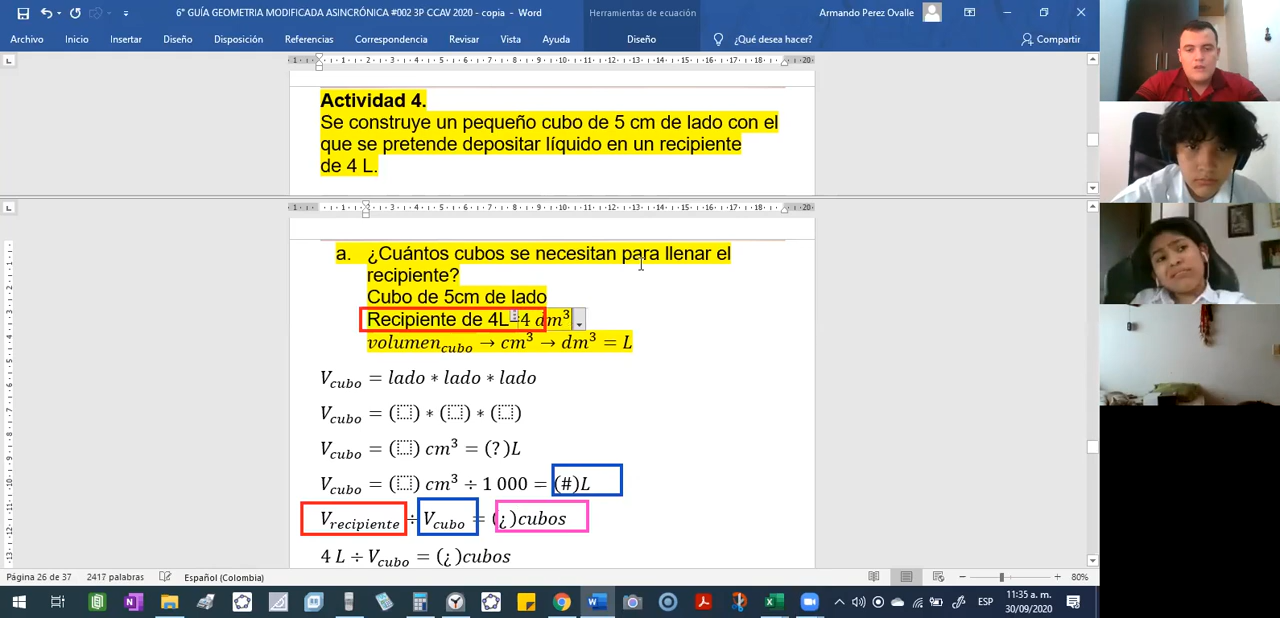 6° GUÍA GEOMETRIA MODIFICADA ASINCRÓNICA #002 3P CCAV 2020 - copia - Word
Herramientas de ecuación
Armando Perez Ovalle
Archivo Inicio Insertar Diseño Disposición Referencias Correspondencia Revisar Vista Ayuda Diseño ¿Qué desea hacer? Compartir
Actividad 4.
Se construye un pequeño cubo de 5 cm de lado con el
que se pretende depositar líquido en un recipiente
de 4 L.
a. ¿Cuántos cubos se necesitan para llenar el
recipiente?
Cubo de 5cm de lado
Recipiente de 4L=4 dm³
volumen_cubo → cm³ → dm³ = L
V_cubo = lado * lado * lado
V_cubo = (⬚) * (⬚) * (⬚)
V_cubo = (⬚) cm³ = (?)L
V_cubo = (⬚) cm³ ÷ 1 000 = (#)L
V_recipiente ÷ V_cubo = (¿)cubos
4 L ÷ V_cubo = (¿)cubos
Página 26 de 37 2417 palabras Español (Colombia) 80%
ESP 11:35 a. m.
30/09/2020